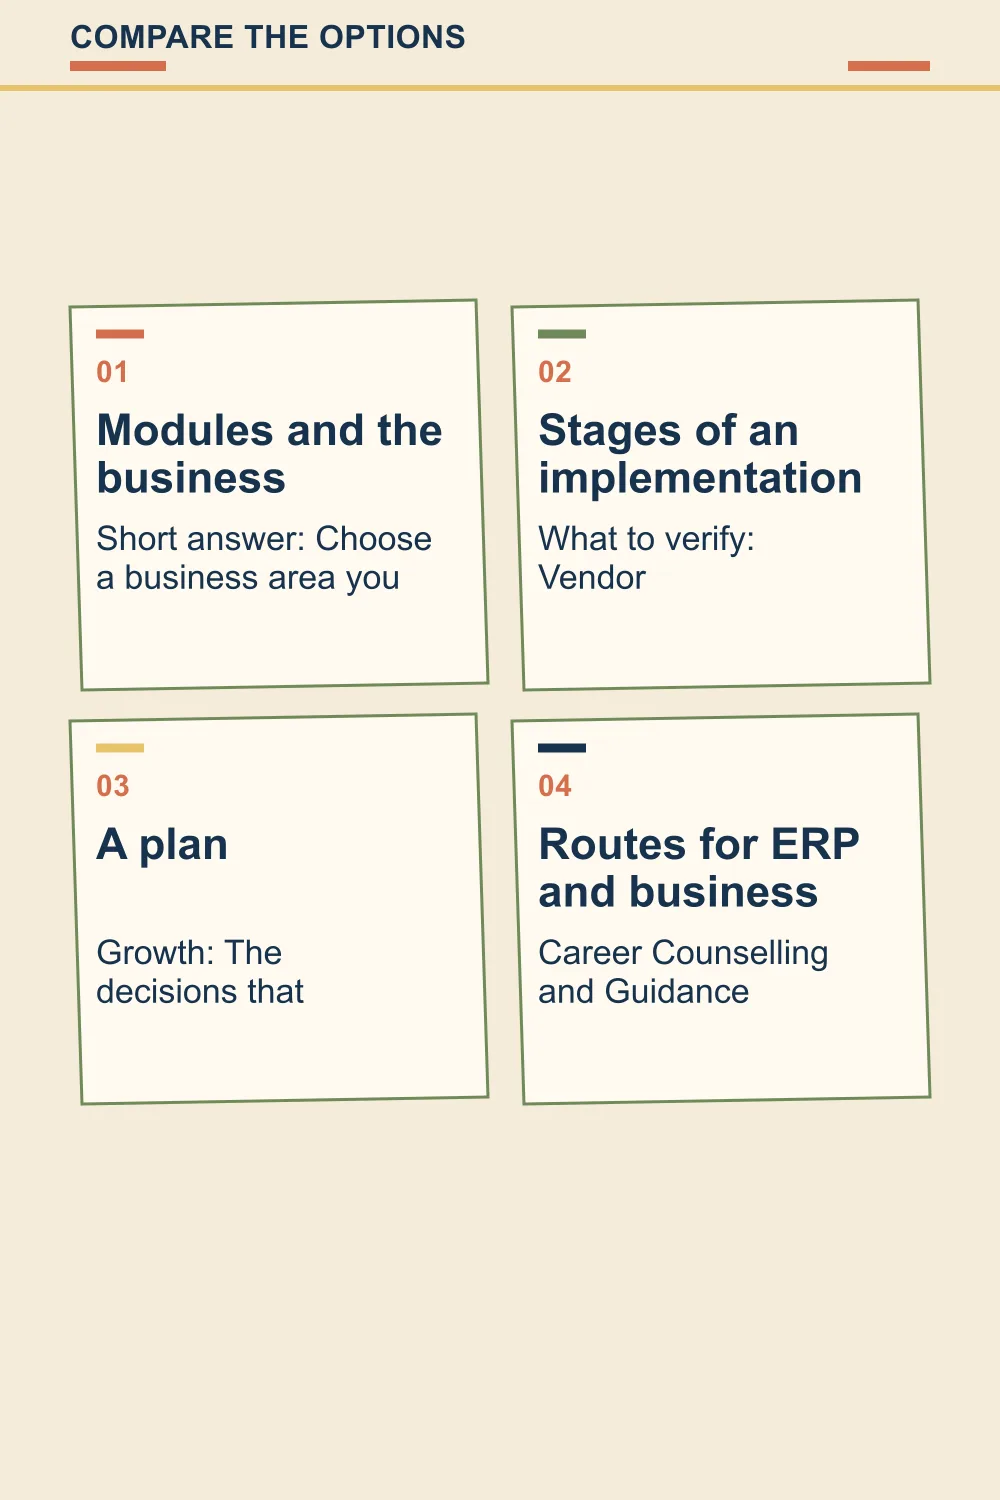 COMPARE THE OPTIONS
01
Modules and the
business
Short answer: Choose
a business area you
02
Stages of an
implementation
What to verify:
Vendor
03
A plan
Growth: The
decisions that
04
Routes for ERP
and business
Career Counselling
and Guidance